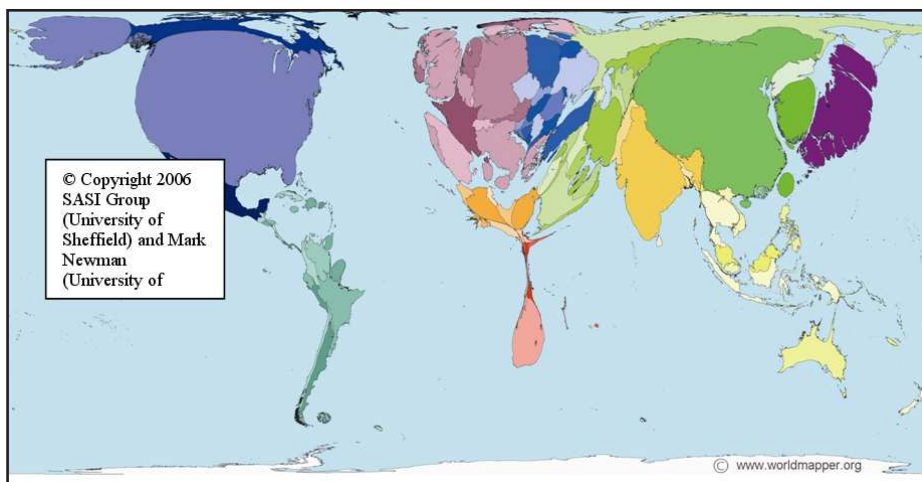 © Copyright 2006
SASI Group
(University of
Sheffield) and Mark
Newman
(University of
© www.worldmapper.org